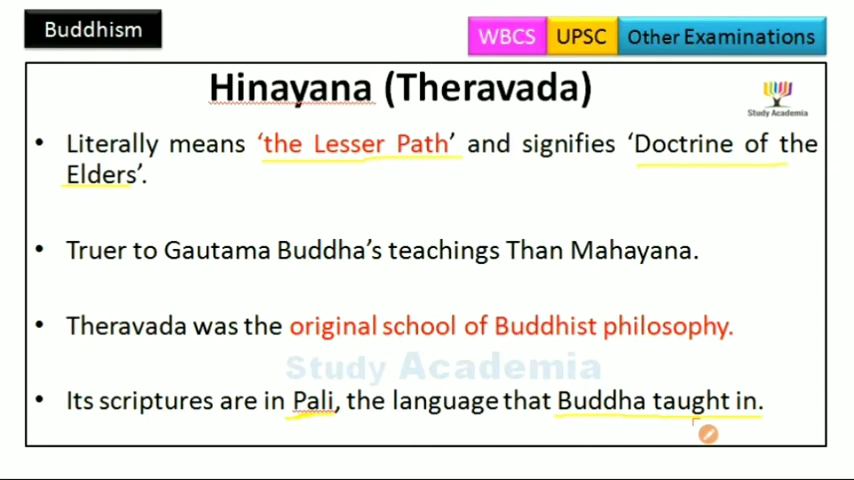 Buddhism
WBCS UPSC Other Examinations
Hinayana (Theravada)
Study Academia
• Literally means ‘the Lesser Path’ and signifies ‘Doctrine of the
Elders’.
• Truer to Gautama Buddha’s teachings Than Mahayana.
• Theravada was the original school of Buddhist philosophy.
Study Academia
• Its scriptures are in Pali, the language that Buddha taught in.